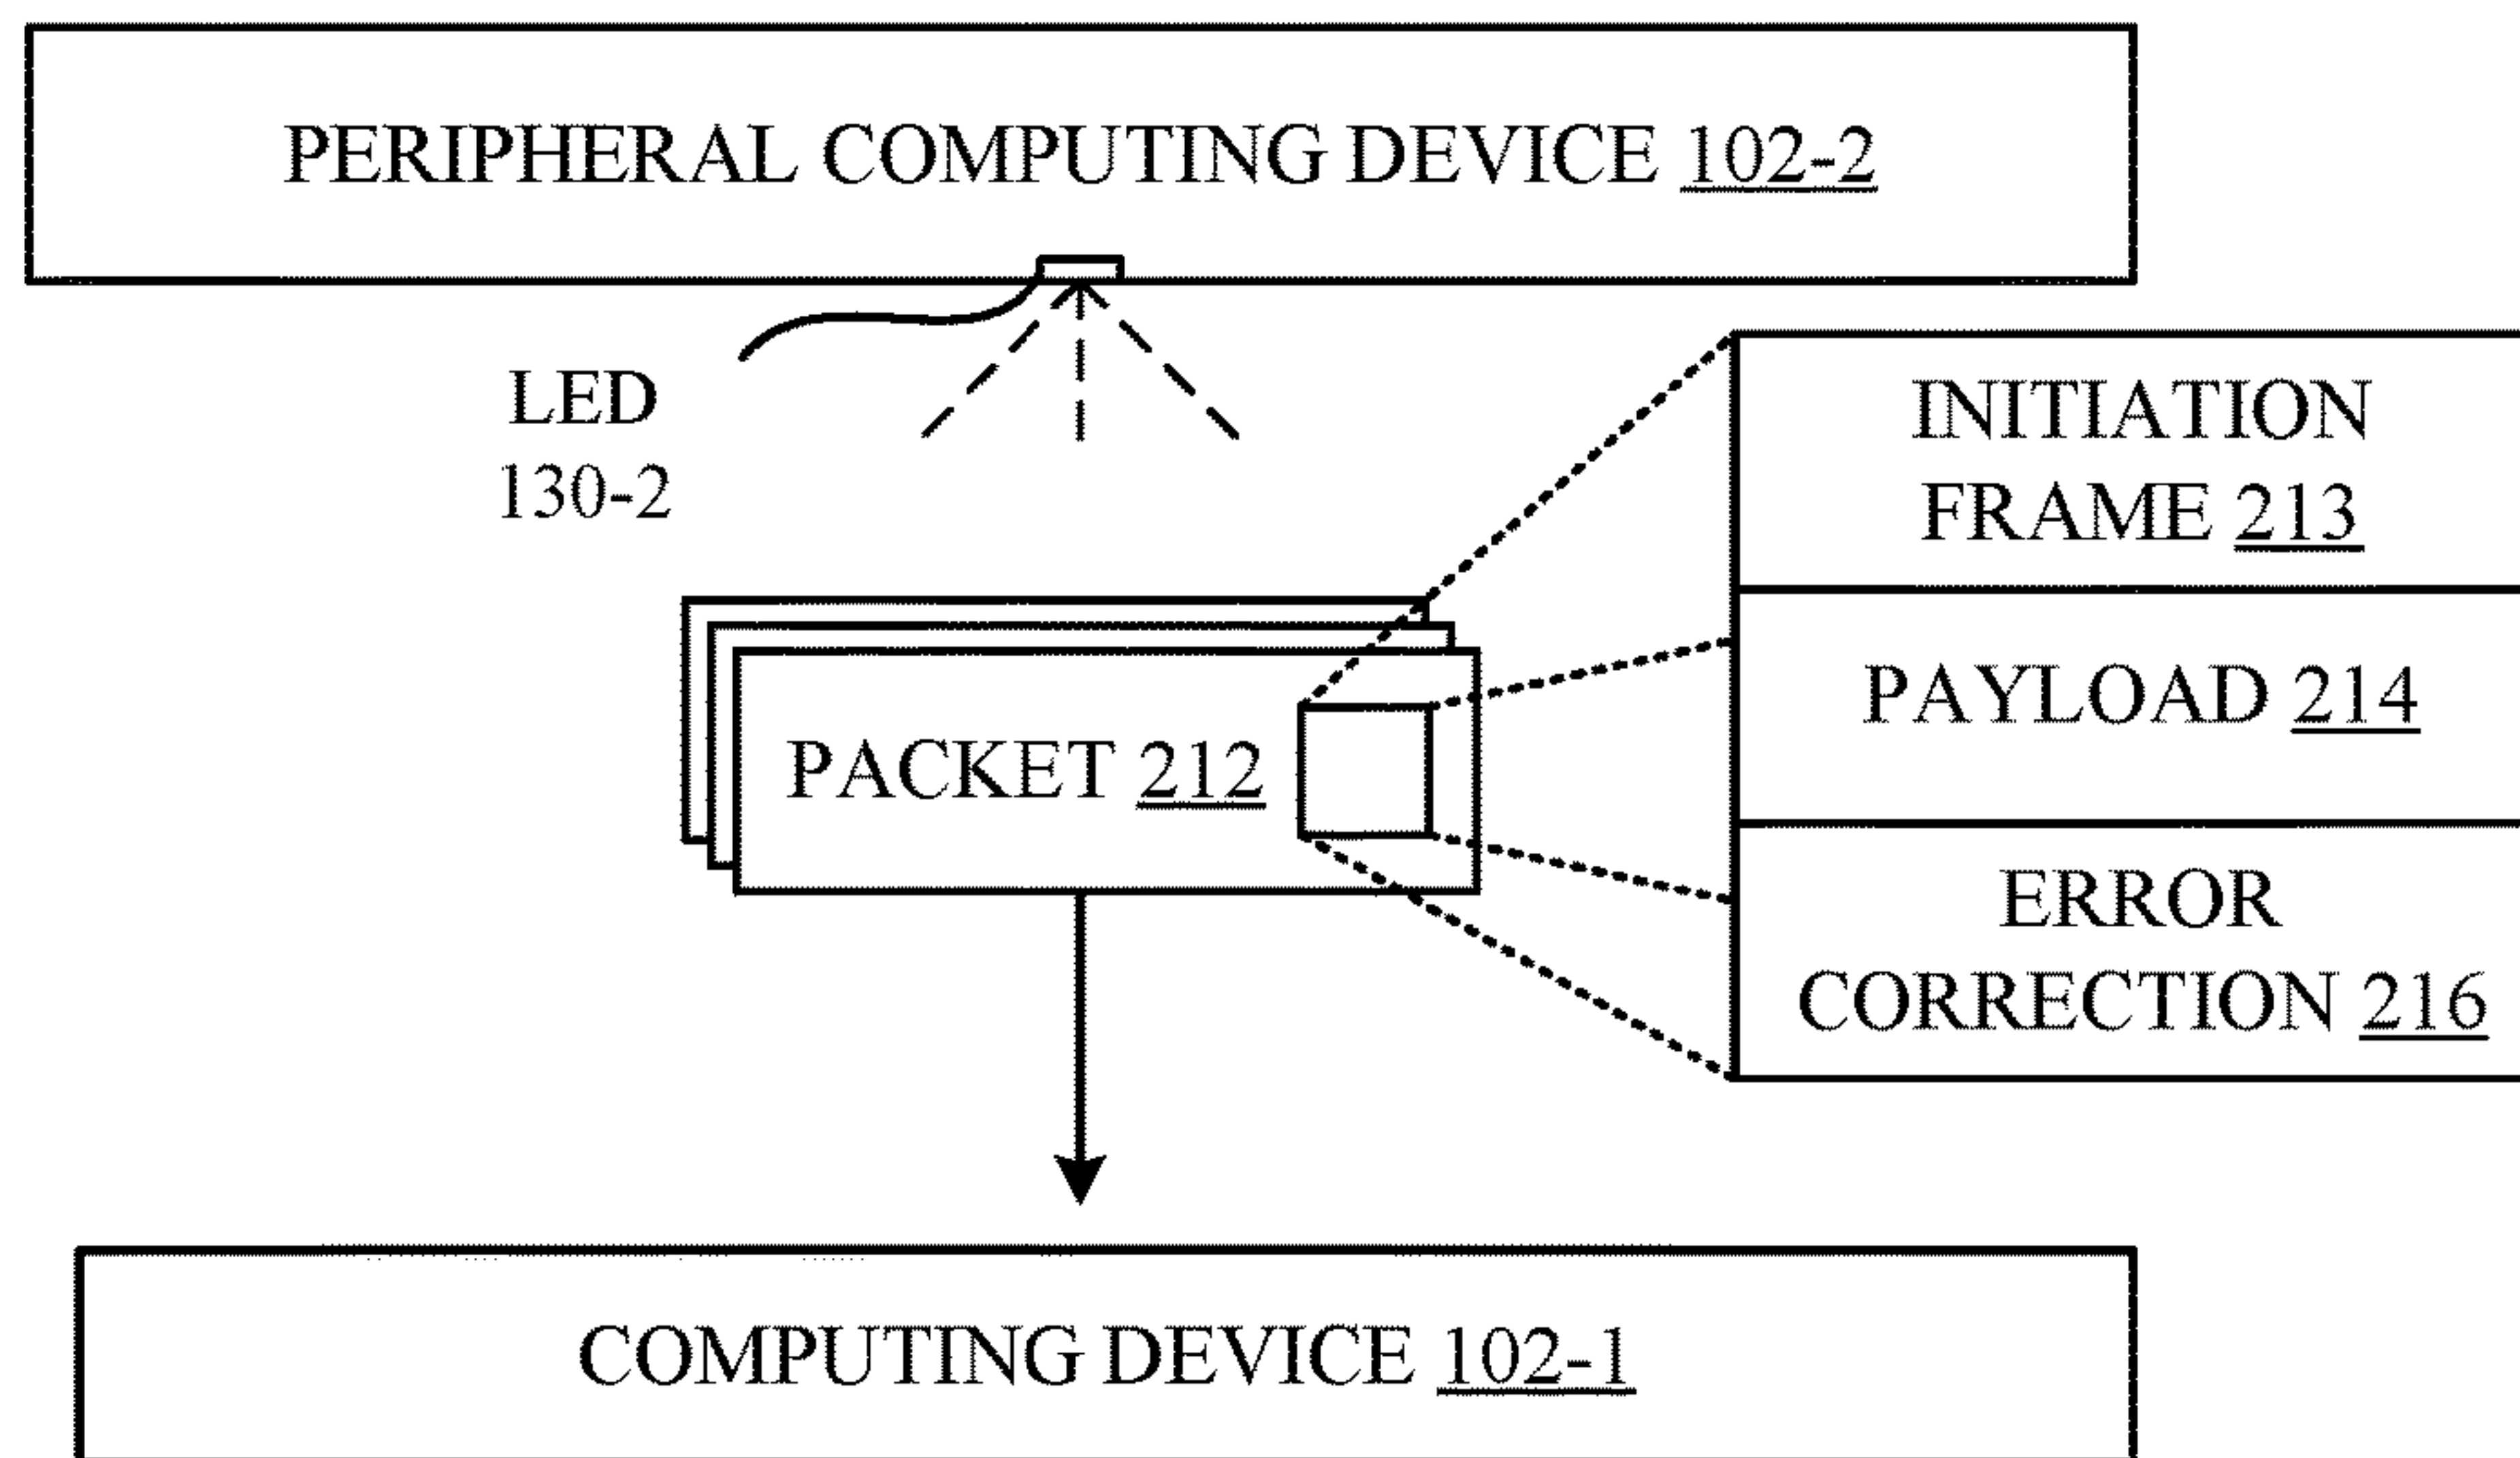 PERIPHERAL COMPUTING DEVICE 102-2
LED
130-2
INITIATION
FRAME 213
PAYLOAD 214
PACKET 212
ERROR
CORRECTION 216
COMPUTING DEVICE 102-1